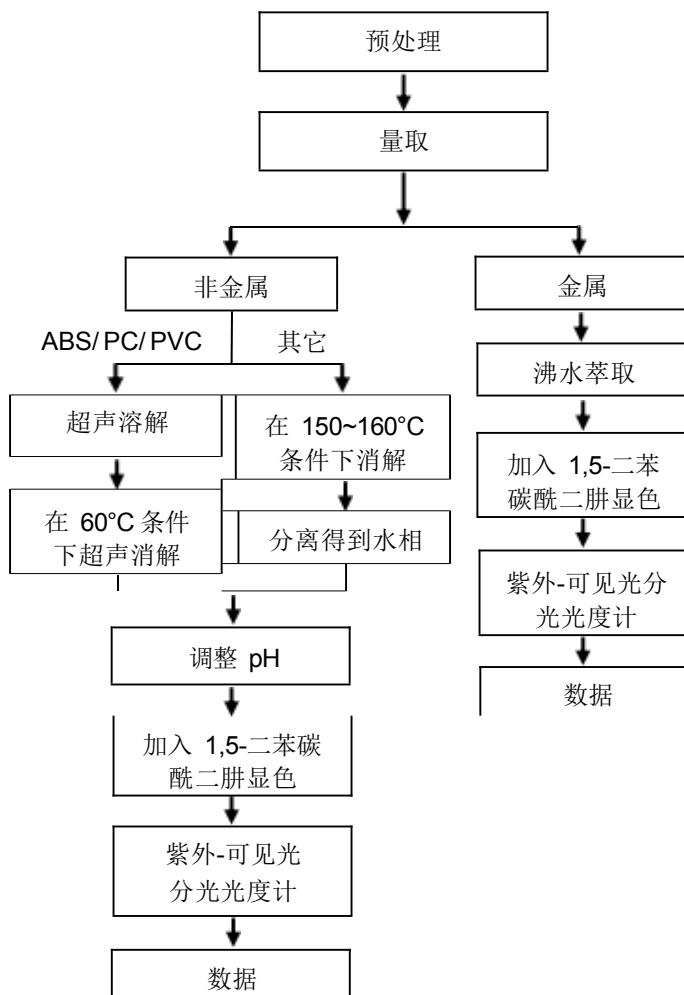 预处理
量取
非金属
金属
ABS/ PC/ PVC
其它
沸水萃取
超声溶解
在 150~160°C
条件下消解
加入 1,5-二苯
碳酰二肼显色
在 60°C 条件
下超声消解
分离得到水相
紫外-可见光分
光光度计
调整 pH
数据
加入 1,5-二苯碳
酰二肼显色
紫外-可见光
分光光度计
数据